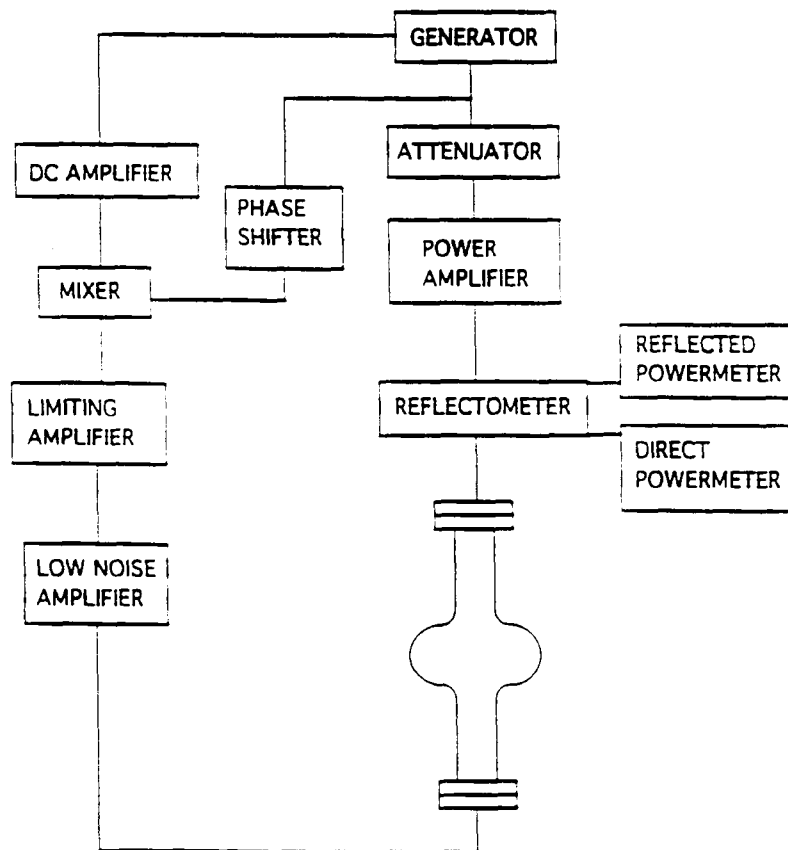 GENERATOR
DC AMPLIFIER
ATTENUATOR
PHASE
SHIFTER
POWER
AMPLIFIER
MIXER
REFLECTED
POWERMETER
LIMITING
AMPLIFIER
REFLECTOMETER
DIRECT
POWERMETER
LOW NOISE
AMPLIFIER